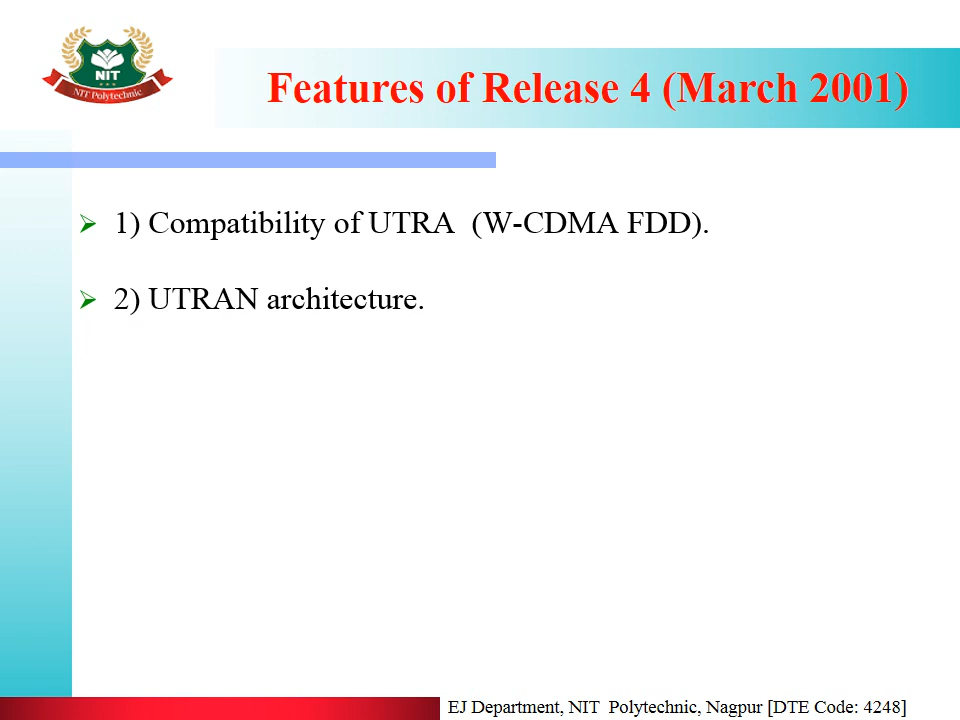 NIT
NIT Polytechnic
Features of Release 4 (March 2001)
1) Compatibility of UTRA (W-CDMA FDD).
2) UTRAN architecture.
EJ Department, NIT Polytechnic, Nagpur [DTE Code: 4248]